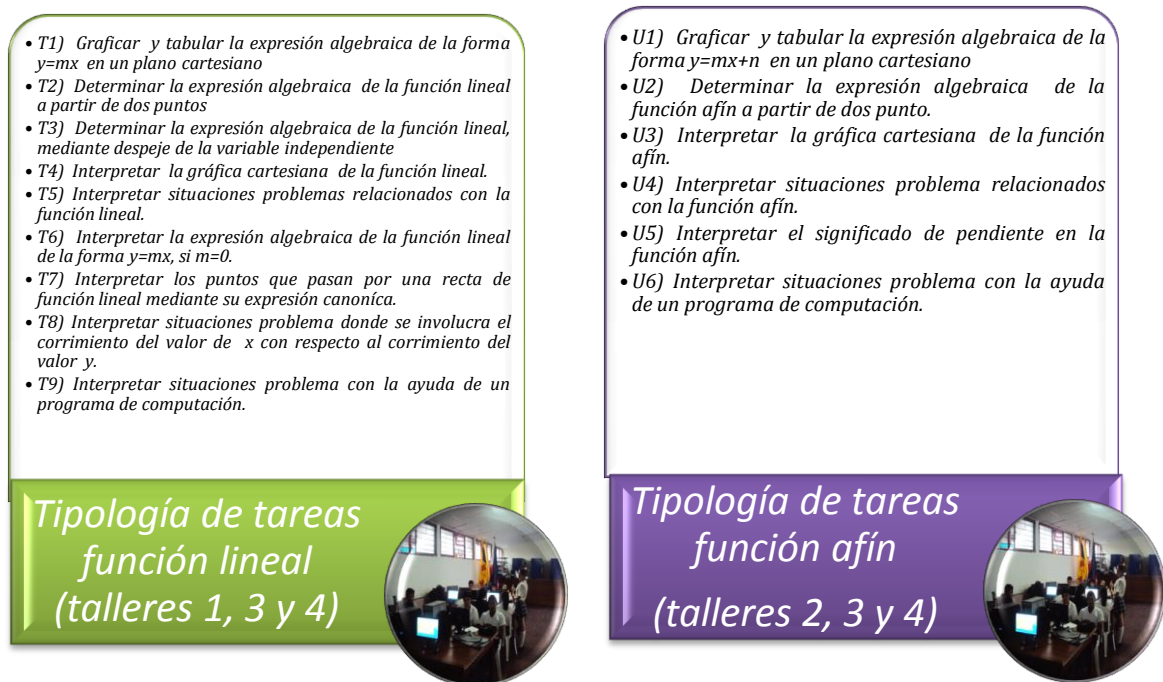 • T1) Graficar y tabular la expresión algebraica de la forma
y=mx en un plano cartesiano
• T2) Determinar la expresión algebraica de la función lineal
a partir de dos puntos
• T3) Determinar la expresión algebraica de la función lineal,
mediante despeje de la variable independiente
• T4) Interpretar la gráfica cartesiana de la función lineal.
• T5) Interpretar situaciones problemas relacionados con la
función lineal.
• T6) Interpretar la expresión algebraica de la función lineal
de la forma y=mx, si m=0.
• T7) Interpretar los puntos que pasan por una recta de
función lineal mediante su expresión canoníca.
• T8) Interpretar situaciones problema donde se involucra el
corrimiento del valor de x con respecto al corrimiento del
valor y.
• T9) Interpretar situaciones problema con la ayuda de un
programa de computación.
Tipología de tareas
función lineal
(talleres 1, 3 y 4)
• U1) Graficar y tabular la expresión algebraica de la
forma y=mx+n en un plano cartesiano
• U2) Determinar la expresión algebraica de la
función afín a partir de dos punto.
• U3) Interpretar la gráfica cartesiana de la función
afín.
• U4) Interpretar situaciones problema relacionados
con la función afín.
• U5) Interpretar el significado de pendiente en la
función afín.
• U6) Interpretar situaciones problema con la ayuda
de un programa de computación.
Tipología de tareas
función afín
(talleres 2, 3 y 4)